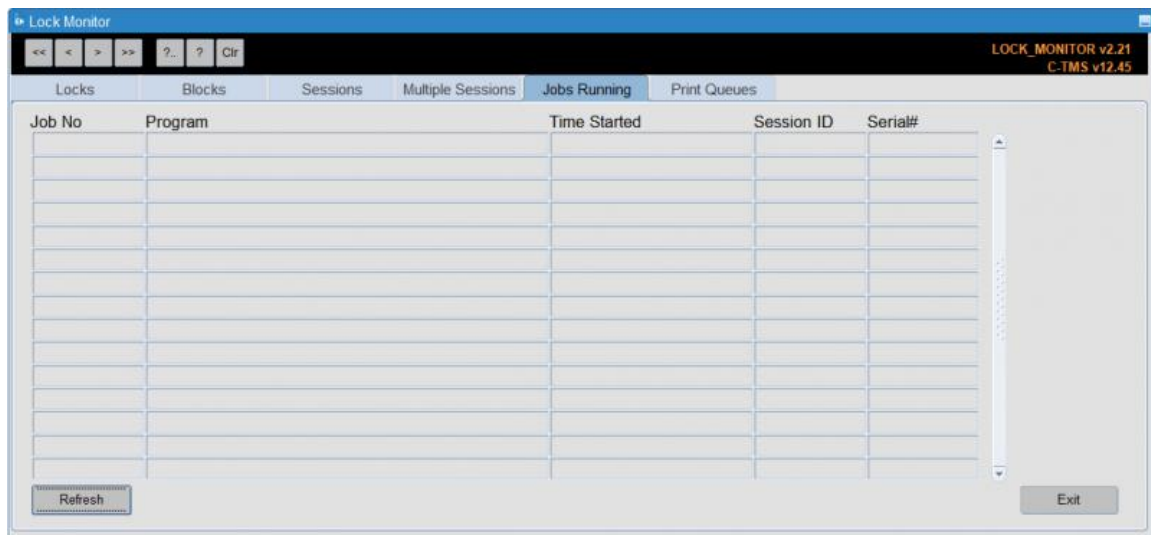 Lock Monitor
<< < > >> ?.. ? Clr
LOCK_MONITOR v2.21
C-TMS v12.45
Locks Blocks Sessions Multiple Sessions Jobs Running Print Queues
Job No Program Time Started Session ID Serial#
Refresh Exit